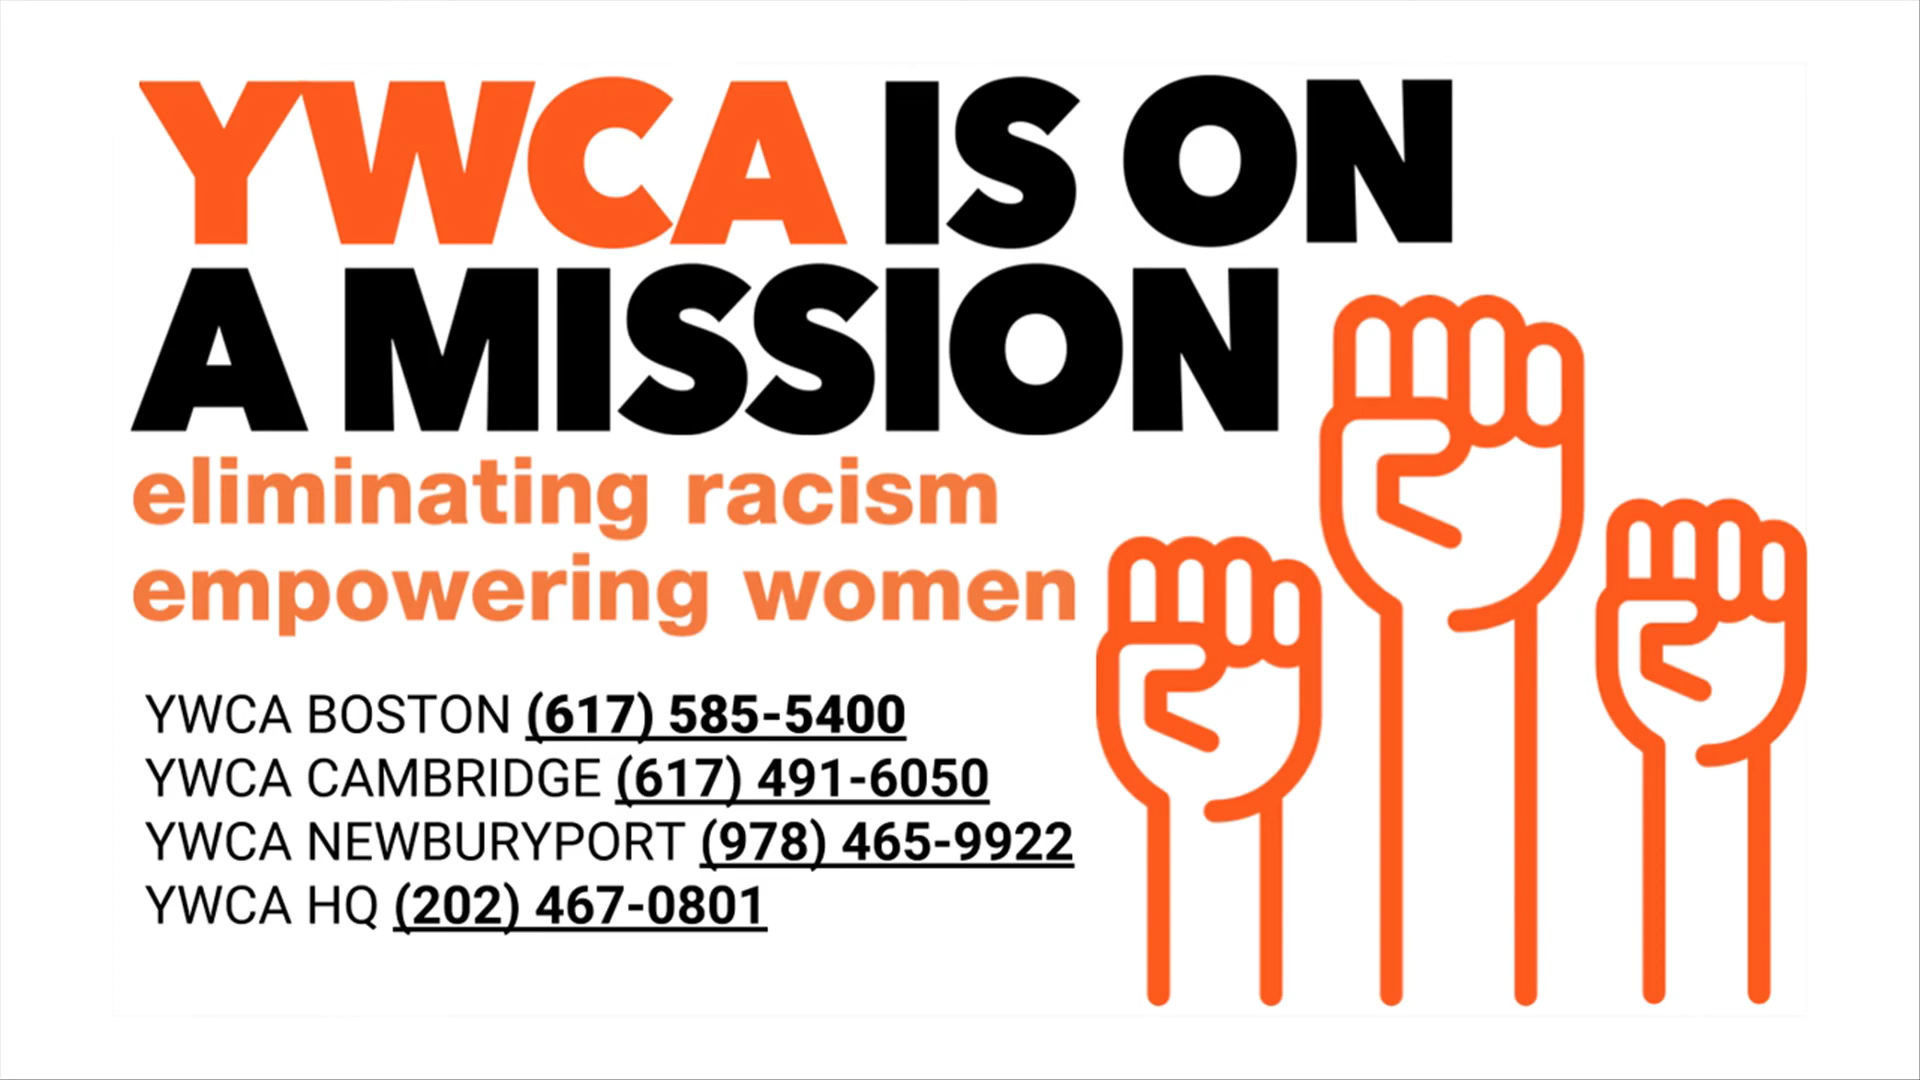 YWCA IS ON
A MISSION
eliminating racism
empowering women
YWCA BOSTON (617) 585-5400
YWCA CAMBRIDGE (617) 491-6050
YWCA NEWBURYPORT (978) 465-9922
YWCA HQ (202) 467-0801